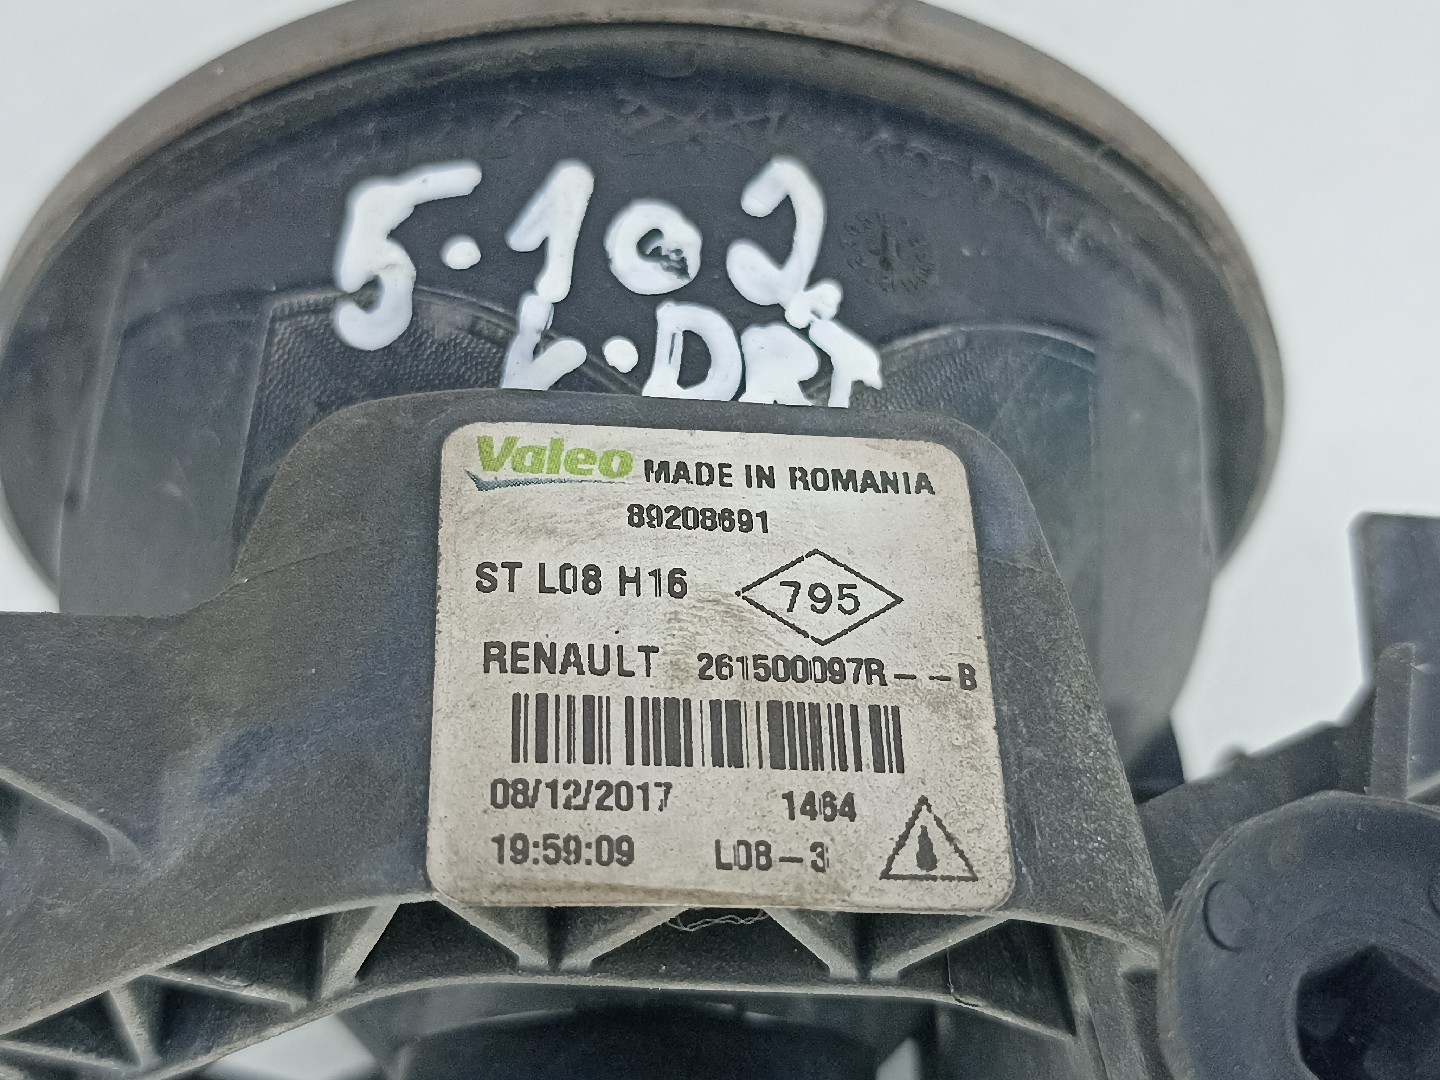 5.102
V.DRT
Valeo MADE IN ROMANIA
89208691
ST L08 H16 795
RENAULT 261500097R--B
08/12/2017 1464
19:59:09 L08-3